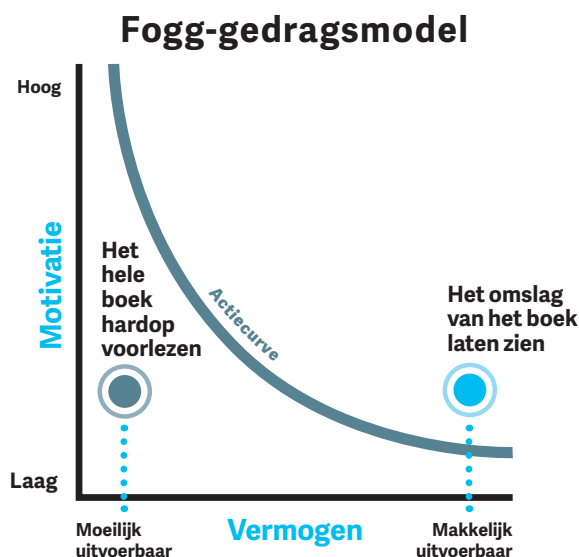 Fogg-gedragsmodel
Hoog
Motivatie
Het
hele
boek
hardop
voorlezen
Actiecurve
Het omslag
van het boek
laten zien
Laag
Moeilijk
uitvoerbaar
Vermogen
Makkelijk
uitvoerbaar